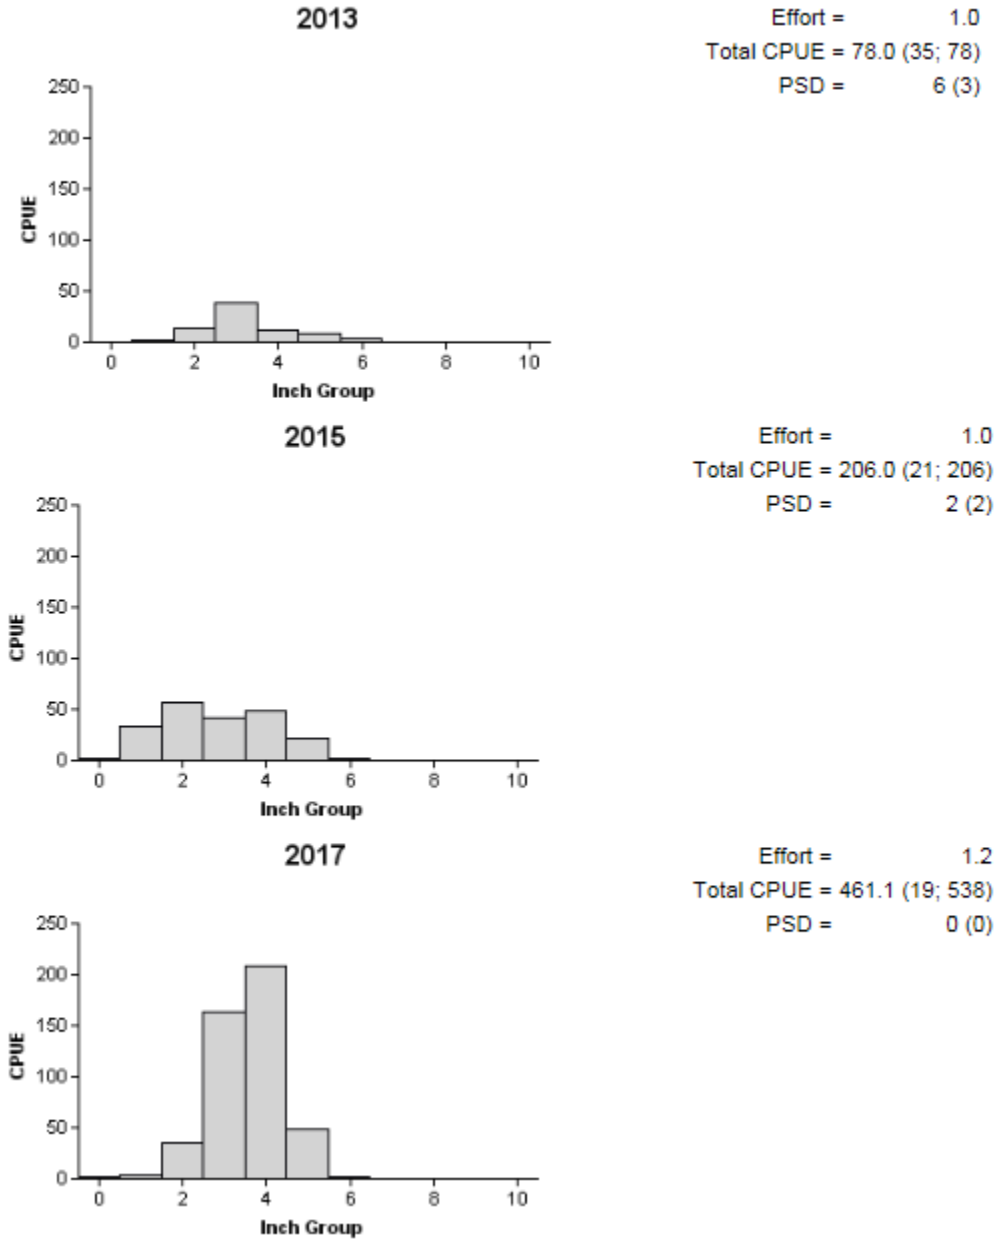 2013
Effort = 1.0
Total CPUE = 78.0 (35; 78)
PSD = 6 (3)
250
200
150
100
50
0
CPUE
0 2 4 6 8 10
Inch Group
2015
Effort = 1.0
Total CPUE = 206.0 (21; 206)
PSD = 2 (2)
250
200
150
100
50
0
CPUE
0 2 4 6 8 10
Inch Group
2017
Effort = 1.2
Total CPUE = 461.1 (19; 538)
PSD = 0 (0)
250
200
150
100
50
0
CPUE
0 2 4 6 8 10
Inch Group